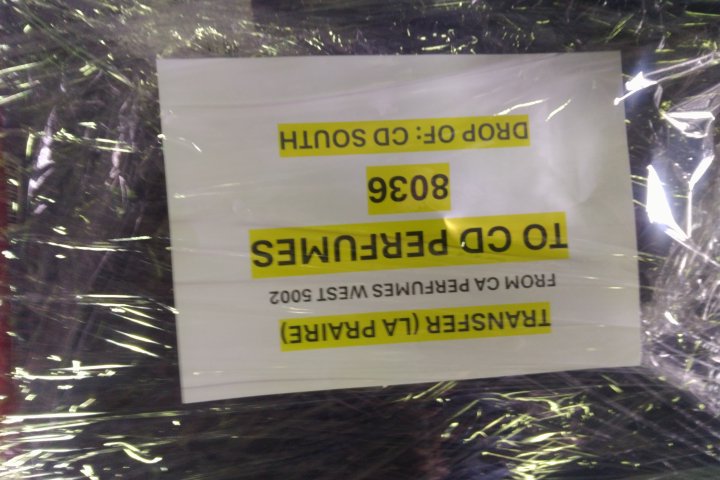 TRANSFER (LA PRAIRE)
FROM CA PERFUMES WEST 5002
TO CD PERFUMES
8036
DROP OF: CD SOUTH